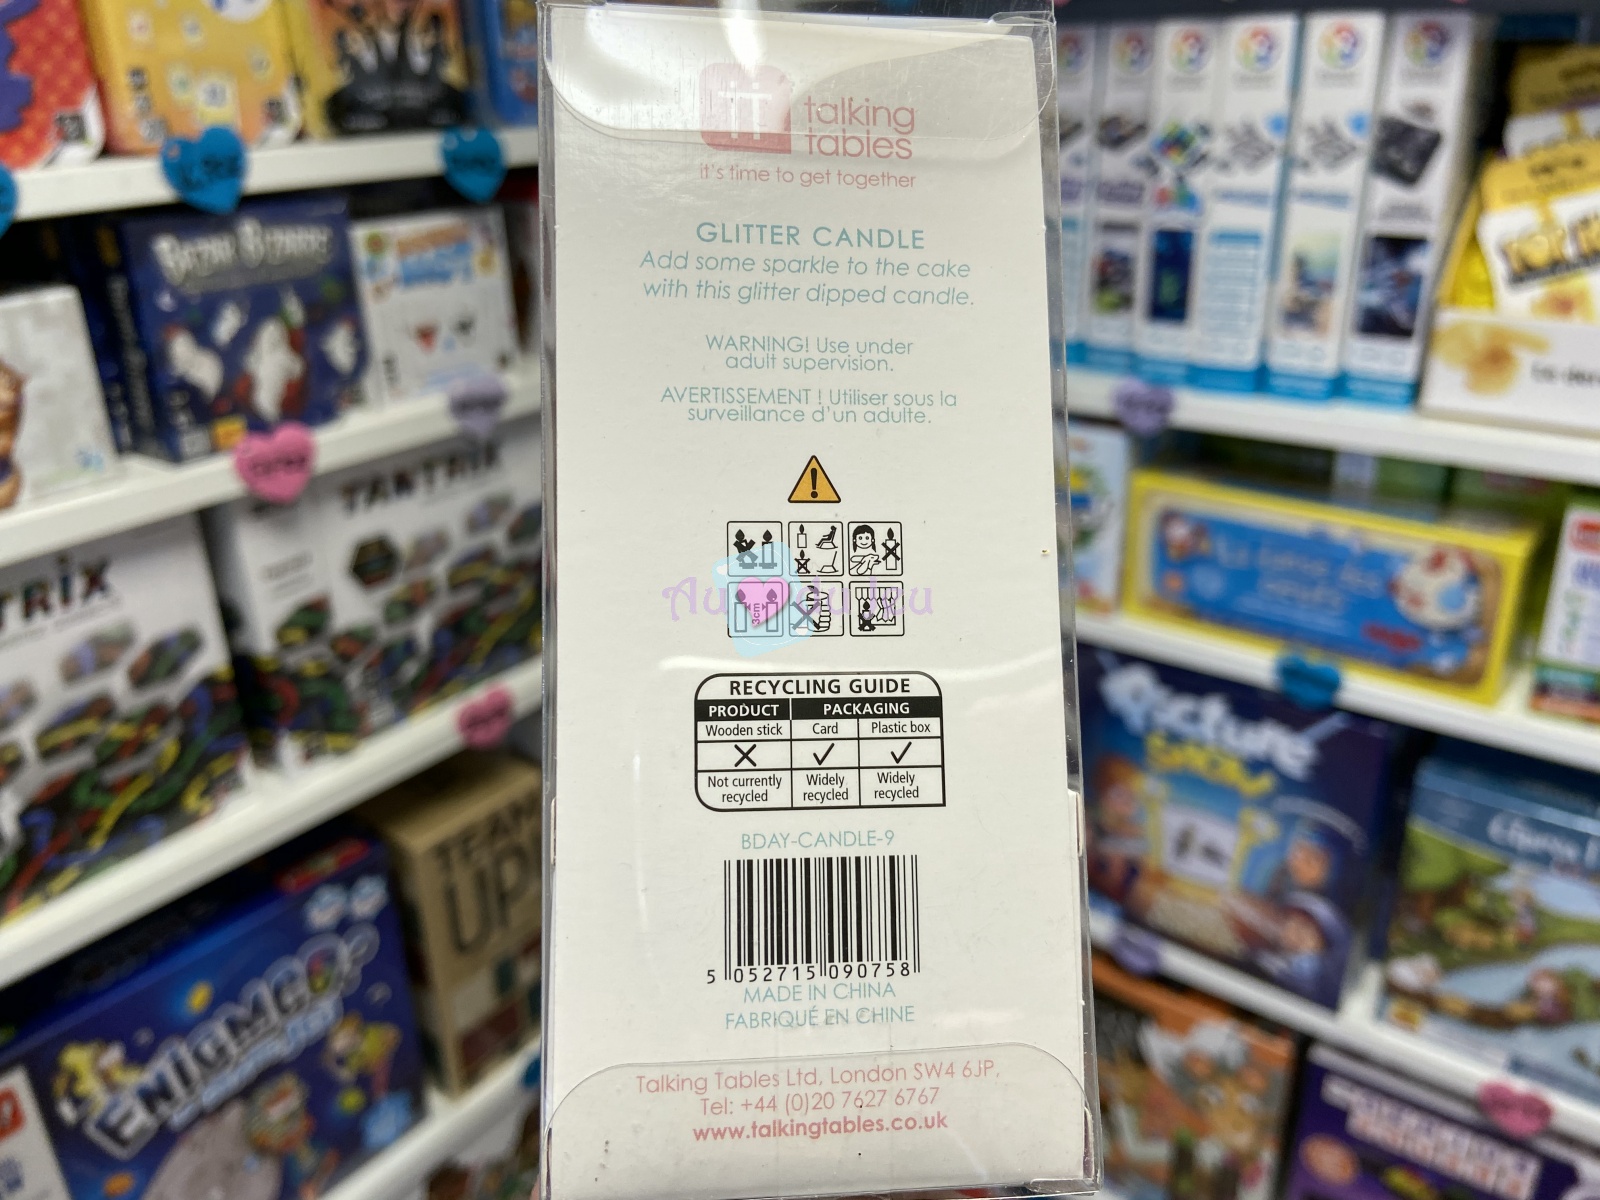 talking
tables
it's time to get together
GLITTER CANDLE
Add some sparkle to the cake
with this glitter dipped candle.
WARNING! Use under
adult supervision.
AVERTISSEMENT ! Utiliser sous la
surveillance d'un adulte.
3cm
RECYCLING GUIDE
PRODUCT PACKAGING
Wooden stick Card Plastic box
Not currently recycled Widely recycled Widely recycled
BDAY-CANDLE-9
5 052715 090758
MADE IN CHINA
FABRIQUÉ EN CHINE
Talking Tables Ltd, London SW4 6JP,
Tel: +44 (0)20 7627 6767
www.talkingtables.co.uk
TANTRIX
TRIX
TEAM
UP
ENIGMCO
Picture
Show